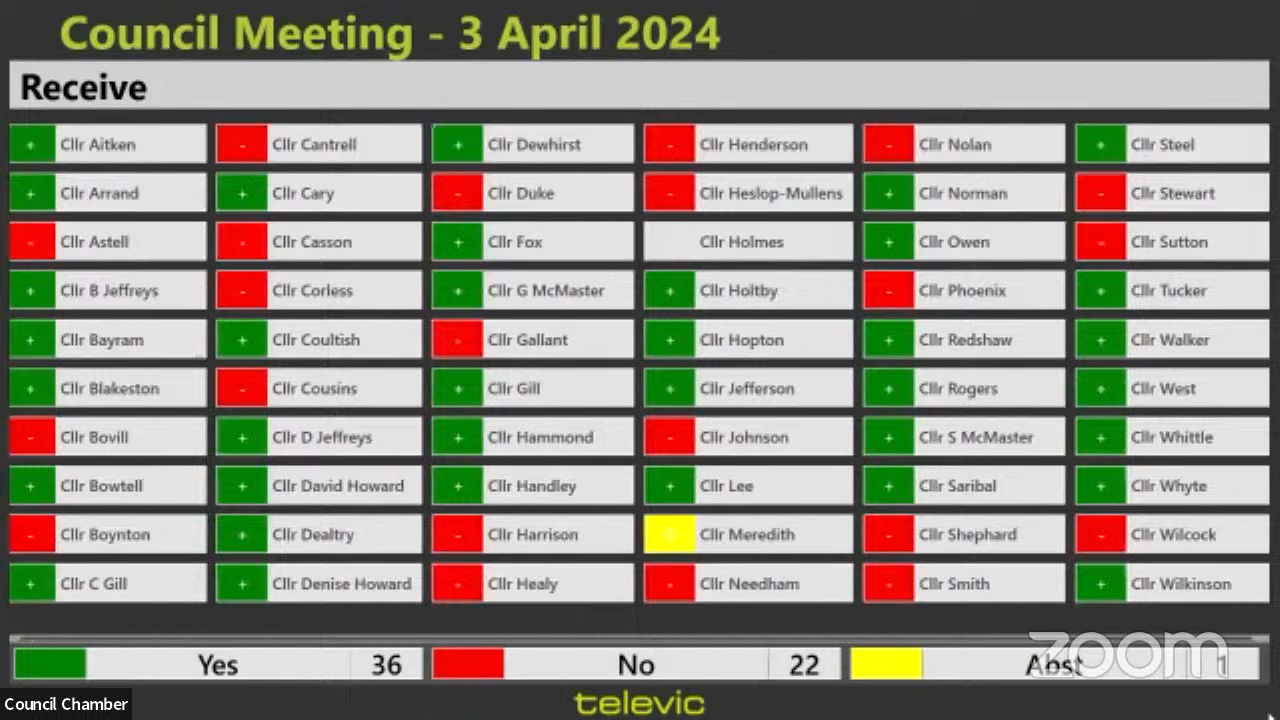 Council Meeting - 3 April 2024
Receive
+ Cllr Aitken - Cllr Cantrell + Cllr Dewhirst - Cllr Henderson - Cllr Nolan + Cllr Steel
+ Cllr Arrand + Cllr Cary - Cllr Duke - Cllr Heslop-Mullens + Cllr Norman - Cllr Stewart
- Cllr Astell - Cllr Casson + Cllr Fox Cllr Holmes + Cllr Owen - Cllr Sutton
+ Cllr B Jeffreys - Cllr Corless + Cllr G McMaster + Cllr Holtby - Cllr Phoenix + Cllr Tucker
+ Cllr Bayram + Cllr Coultish - Cllr Gallant + Cllr Hopton + Cllr Redshaw + Cllr Walker
+ Cllr Blakeston - Cllr Cousins + Cllr Gill + Cllr Jefferson + Cllr Rogers + Cllr West
- Cllr Bovill + Cllr D Jeffreys + Cllr Hammond - Cllr Johnson + Cllr S McMaster + Cllr Whittle
+ Cllr Bowtell + Cllr David Howard + Cllr Handley + Cllr Lee + Cllr Saribal + Cllr Whyte
- Cllr Boynton + Cllr Dealtry - Cllr Harrison Cllr Meredith - Cllr Shephard - Cllr Wilcock
+ Cllr C Gill + Cllr Denise Howard - Cllr Healy - Cllr Needham - Cllr Smith + Cllr Wilkinson
Yes 36 No 22 Abst 1
zoom
Council Chamber
televic